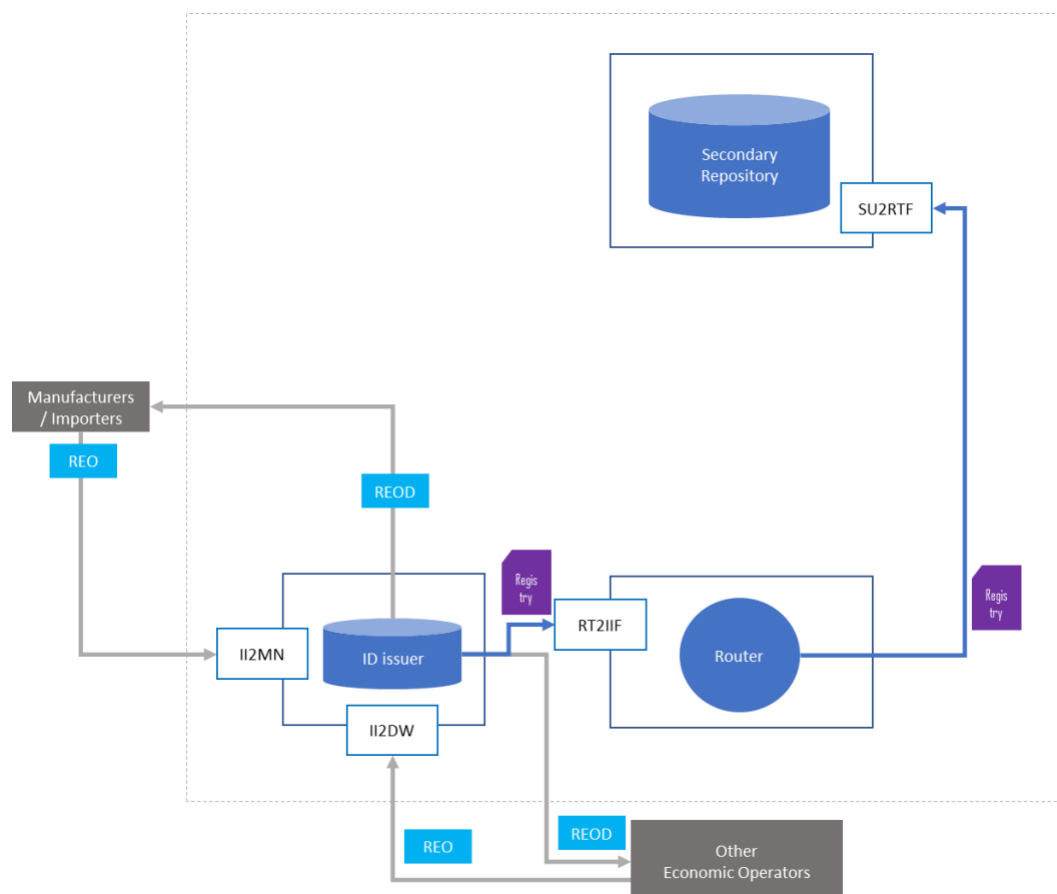 Secondary
Repository
SU2RTF
Manufacturers
/ Importers
REO
REOD
Regis
try
Regis
try
RT2IIF
II2MN
ID issuer
Router
II2DW
REO
REOD
Other
Economic Operators